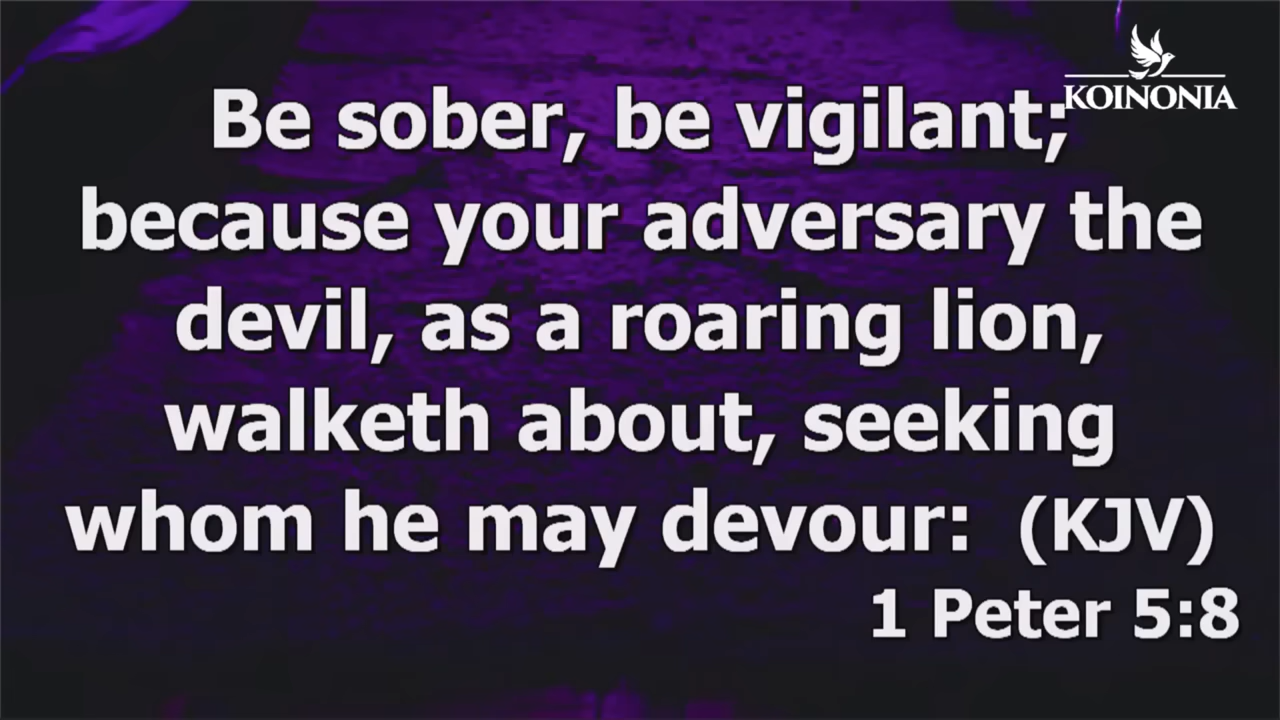 KOINONIA
Be sober, be vigilant;
because your adversary the
devil, as a roaring lion,
walketh about, seeking
whom he may devour: (KJV)
1 Peter 5:8